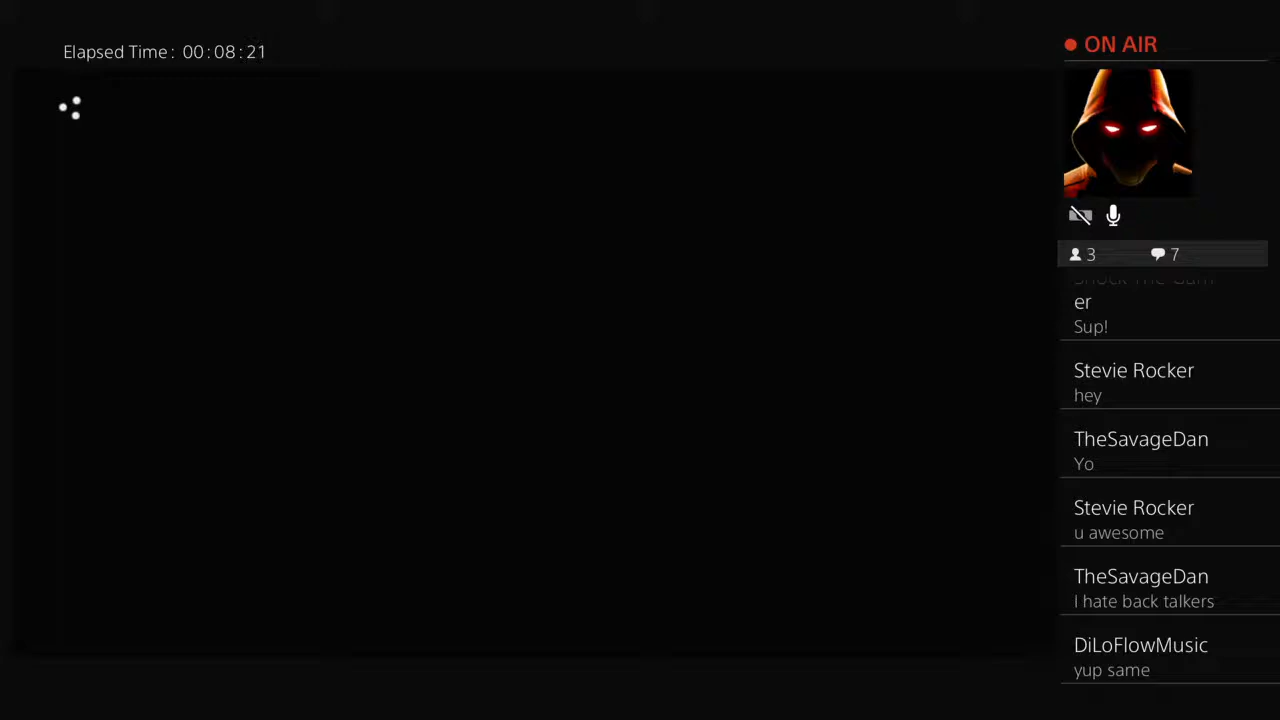 Elapsed Time: 00:08:21
ON AIR
3 7
er
Sup!
Stevie Rocker
hey
TheSavageDan
Yo
Stevie Rocker
u awesome
TheSavageDan
I hate back talkers
DiLoFlowMusic
yup same